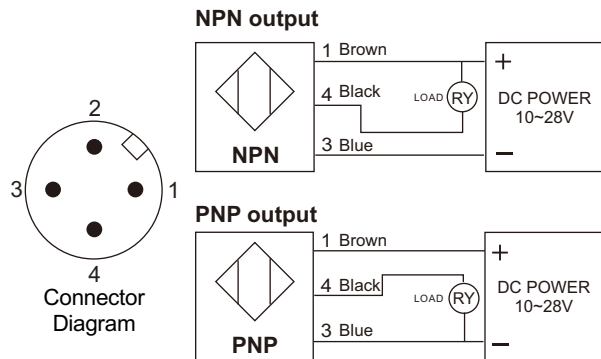 NPN output
1 Brown
+
4 Black
LOAD RY
DC POWER
10~28V
NPN
3 Blue
−
2
3
1
4
Connector
Diagram
PNP output
1 Brown
+
4 Black
LOAD RY
DC POWER
10~28V
3 Blue
−
PNP